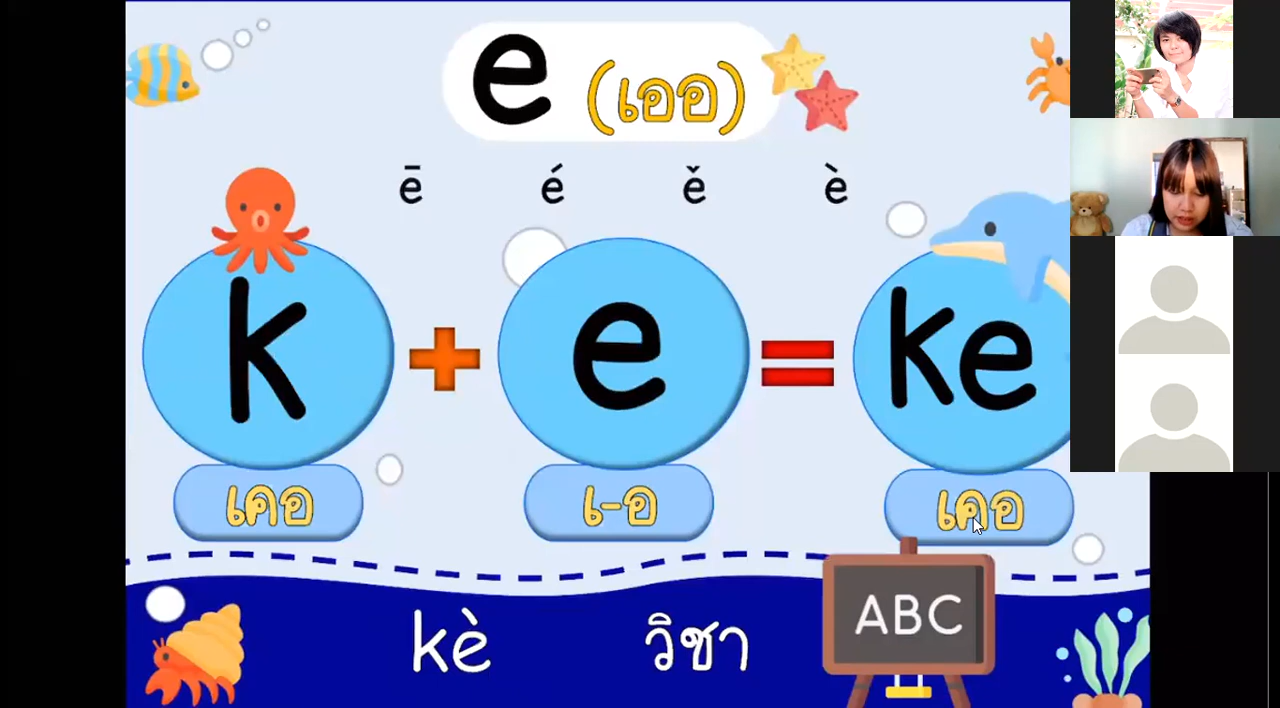 e (เออ)
ē é ě è
k + e = ke
เคอ เ-อ เคอ
kè วิชา ABC